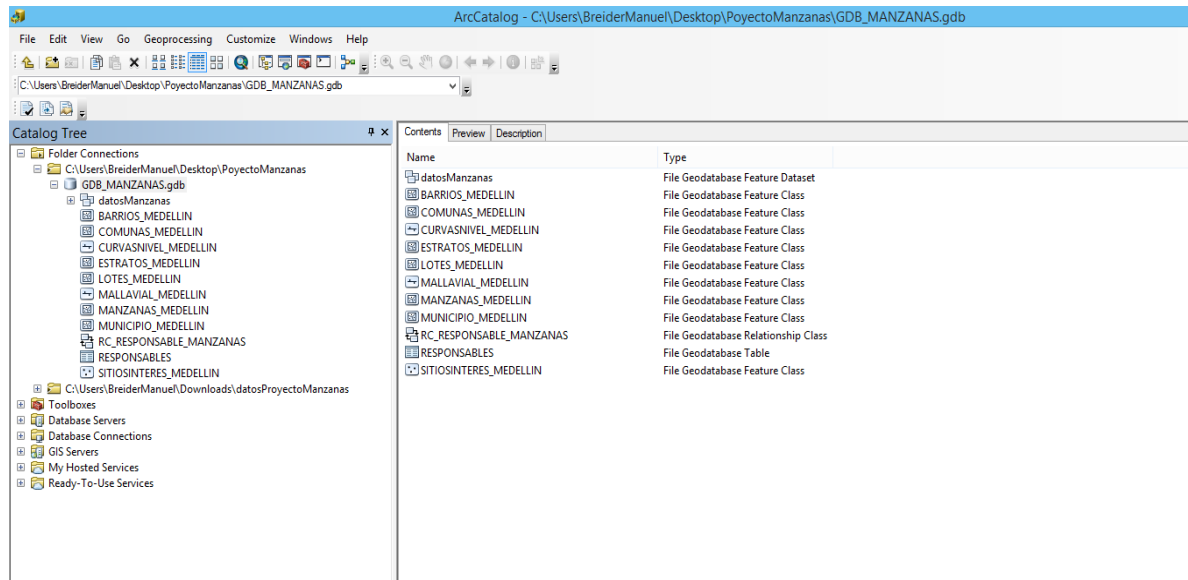 ArcCatalog - C:\Users\BreiderManuel\Desktop\PoyectoManzanas\GDB_MANZANAS.gdb
File Edit View Go Geoprocessing Customize Windows Help
C:\Users\BreiderManuel\Desktop\PoyectoManzanas\GDB_MANZANAS.gdb
Catalog Tree
Folder Connections
C:\Users\BreiderManuel\Desktop\PoyectoManzanas
GDB_MANZANAS.gdb
datosManzanas
BARRIOS_MEDELLIN
COMUNAS_MEDELLIN
CURVASNIVEL_MEDELLIN
ESTRATOS_MEDELLIN
LOTES_MEDELLIN
MALLAVIAL_MEDELLIN
MANZANAS_MEDELLIN
MUNICIPIO_MEDELLIN
RC_RESPONSABLE_MANZANAS
RESPONSABLES
SITIOSINTERES_MEDELLIN
C:\Users\BreiderManuel\Downloads\datosProyectoManzanas
Toolboxes
Database Servers
Database Connections
GIS Servers
My Hosted Services
Ready-To-Use Services
Contents Preview Description
Name Type
datosManzanas File Geodatabase Feature Dataset
BARRIOS_MEDELLIN File Geodatabase Feature Class
COMUNAS_MEDELLIN File Geodatabase Feature Class
CURVASNIVEL_MEDELLIN File Geodatabase Feature Class
ESTRATOS_MEDELLIN File Geodatabase Feature Class
LOTES_MEDELLIN File Geodatabase Feature Class
MALLAVIAL_MEDELLIN File Geodatabase Feature Class
MANZANAS_MEDELLIN File Geodatabase Feature Class
MUNICIPIO_MEDELLIN File Geodatabase Feature Class
RC_RESPONSABLE_MANZANAS File Geodatabase Relationship Class
RESPONSABLES File Geodatabase Table
SITIOSINTERES_MEDELLIN File Geodatabase Feature Class